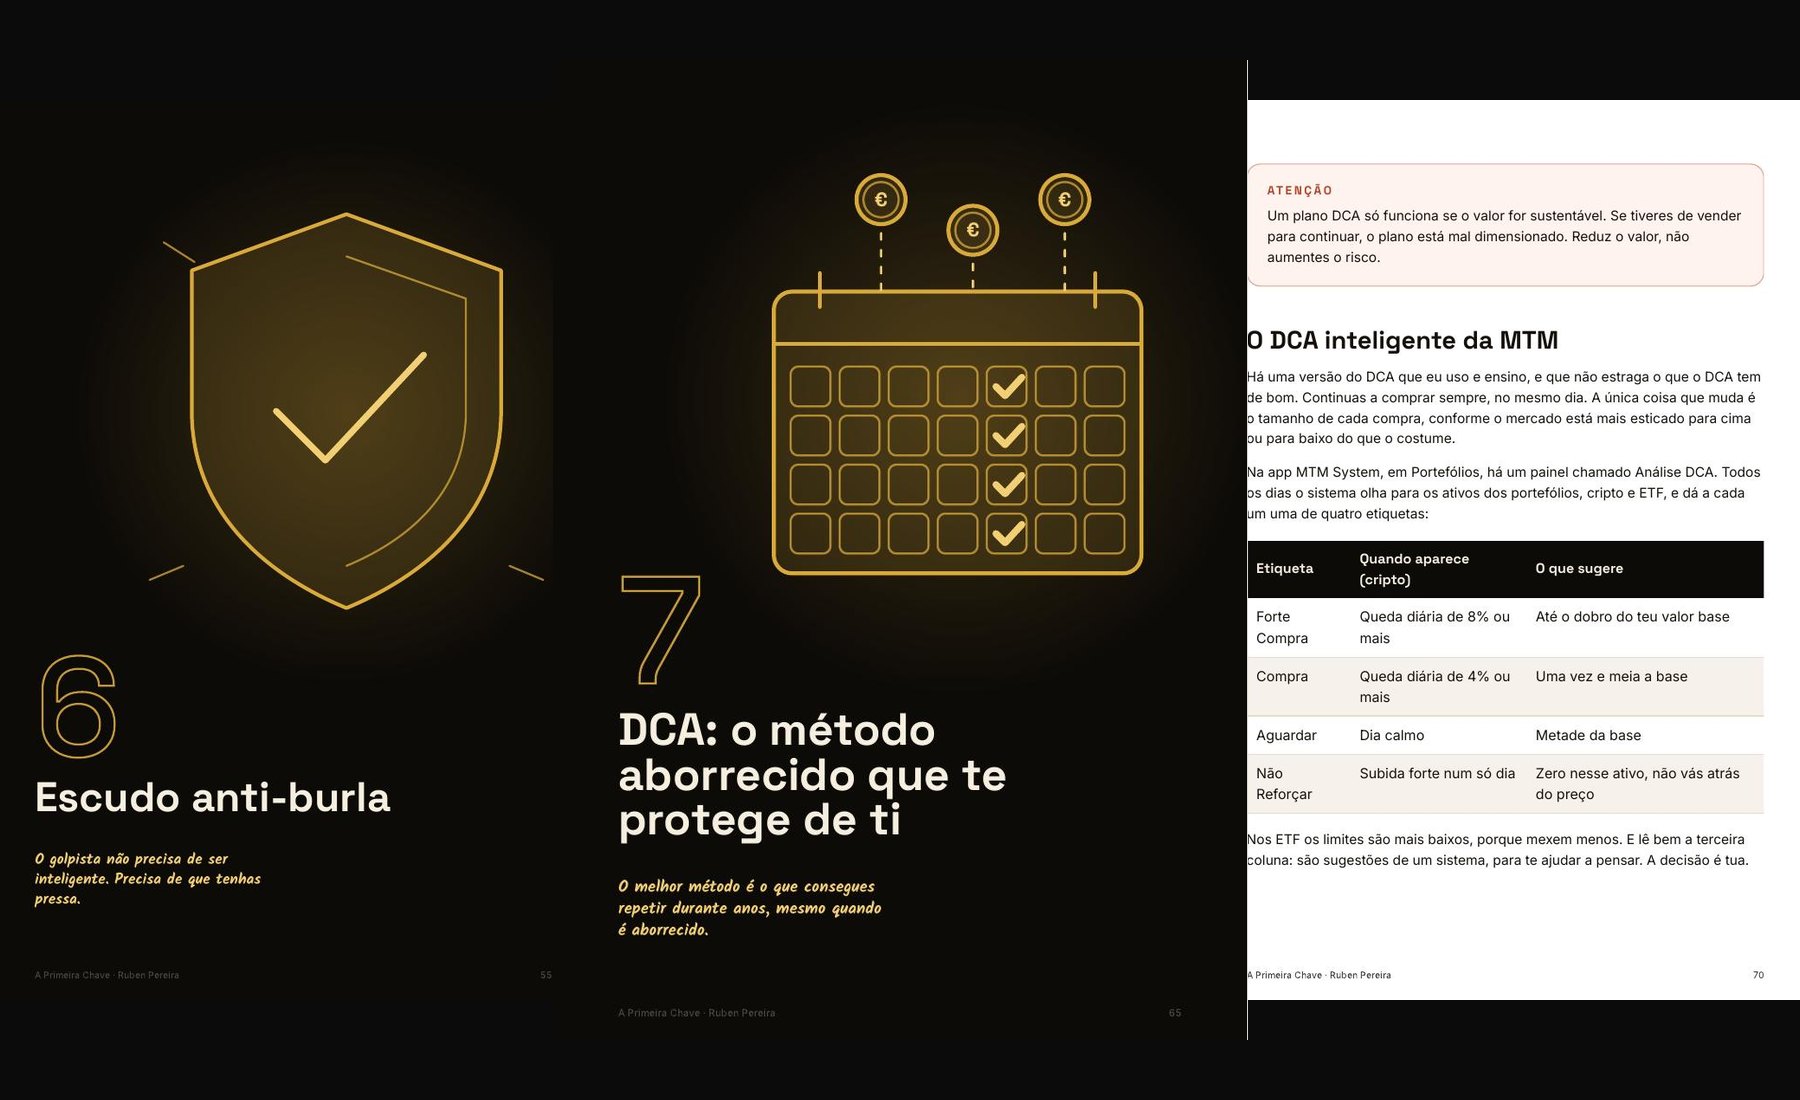 6
Escudo anti-burla
O golpista não precisa de ser
inteligente. Precisa de que tenhas
pressa.
A Primeira Chave · Ruben Pereira
55
€
€
€
7
DCA: o método
aborrecido que te
protege de ti
O melhor método é o que consegues
repetir durante anos, mesmo quando
é aborrecido.
A Primeira Chave · Ruben Pereira
65
ATENÇÃO
Um plano DCA só funciona se o valor for sustentável. Se tiveres de vender
para continuar, o plano está mal dimensionado. Reduz o valor, não
aumentes o risco.
O DCA inteligente da MTM
Há uma versão do DCA que eu uso e ensino, e que não estraga o que o DCA tem
de bom. Continuas a comprar sempre, no mesmo dia. A única coisa que muda é
o tamanho de cada compra, conforme o mercado está mais esticado para cima
ou para baixo do que o costume.
Na app MTM System, em Portefólios, há um painel chamado Análise DCA. Todos
os dias o sistema olha para os ativos dos portefólios, cripto e ETF, e dá a cada
um uma de quatro etiquetas:
Etiqueta
Quando aparece
(cripto)
O que sugere
Forte
Compra
Queda diária de 8% ou
mais
Até o dobro do teu valor base
Compra
Queda diária de 4% ou
mais
Uma vez e meia a base
Aguardar
Dia calmo
Metade da base
Não
Reforçar
Subida forte num só dia
Zero nesse ativo, não vás atrás
do preço
Nos ETF os limites são mais baixos, porque mexem menos. E lê bem a terceira
coluna: são sugestões de um sistema, para te ajudar a pensar. A decisão é tua.
A Primeira Chave · Ruben Pereira
70